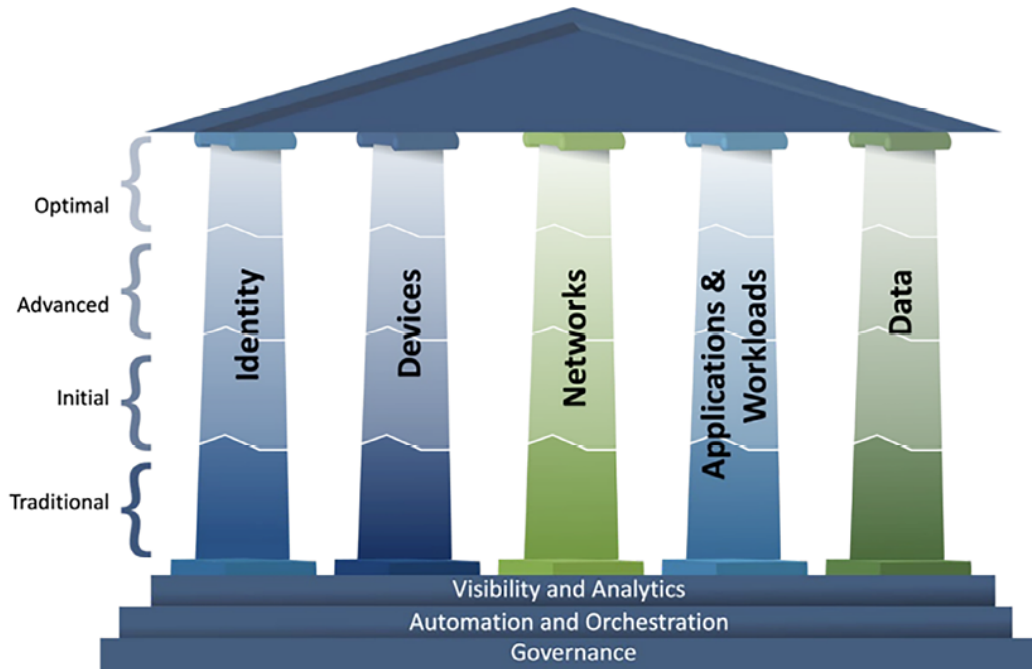 Optimal
Advanced
Initial
Traditional
Identity
Devices
Networks
Applications &
Workloads
Data
Visibility and Analytics
Automation and Orchestration
Governance